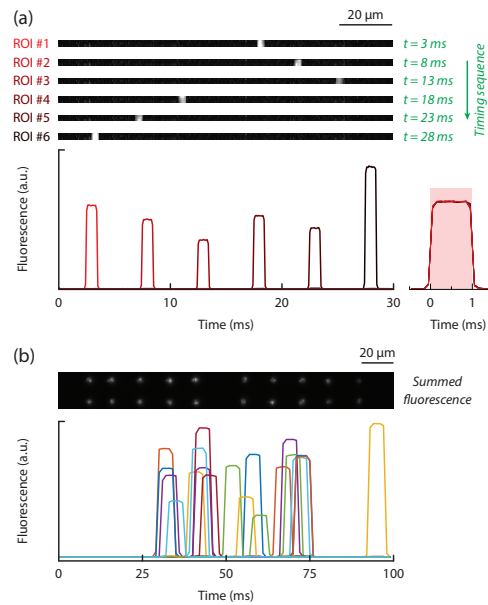 (a)
20 µm
ROI #1
t = 3 ms
ROI #2
t = 8 ms
ROI #3
t = 13 ms
ROI #4
t = 18 ms
ROI #5
t = 23 ms
ROI #6
t = 28 ms
Timing sequence
Fluorescence (a.u.)
0
10
20
30
0
1
Time (ms)
Time (ms)
(b)
20 µm
Summed
fluorescence
Fluorescence (a.u.)
0
25
50
75
100
Time (ms)